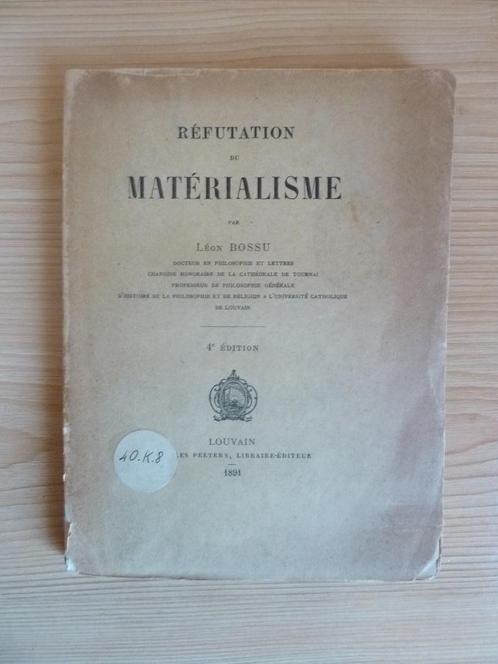 RÉFUTATION
DU
MATÉRIALISME
PAR
LÉON BOSSU
DOCTEUR EN PHILOSOPHIE ET LETTRES
CHANOINE HONORAIRE DE LA CATHÉDRALE DE TOURNAI
PROFESSEUR DE PHILOSOPHIE GÉNÉRALE
D'HISTOIRE DE LA PHILOSOPHIE ET DE RELIGION A L'UNIVERSITÉ CATHOLIQUE
DE LOUVAIN
4e ÉDITION
LOUVAIN
LES PEETERS, LIBRAIRE-ÉDITEUR
1891
40-K.8